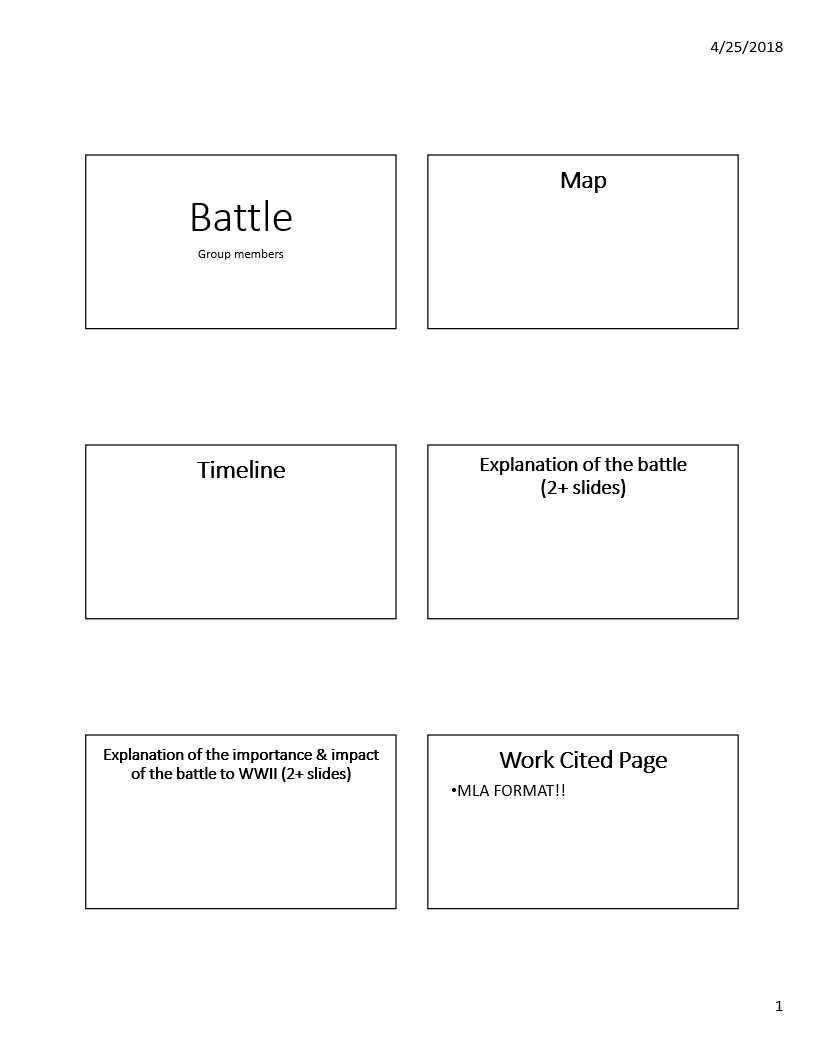 4/25/2018
Battle
Group members
Map
Timeline
Explanation of the battle
(2+ slides)
Explanation of the importance & impact
of the battle to WWII (2+ slides)
Work Cited Page
•MLA FORMAT!!
1